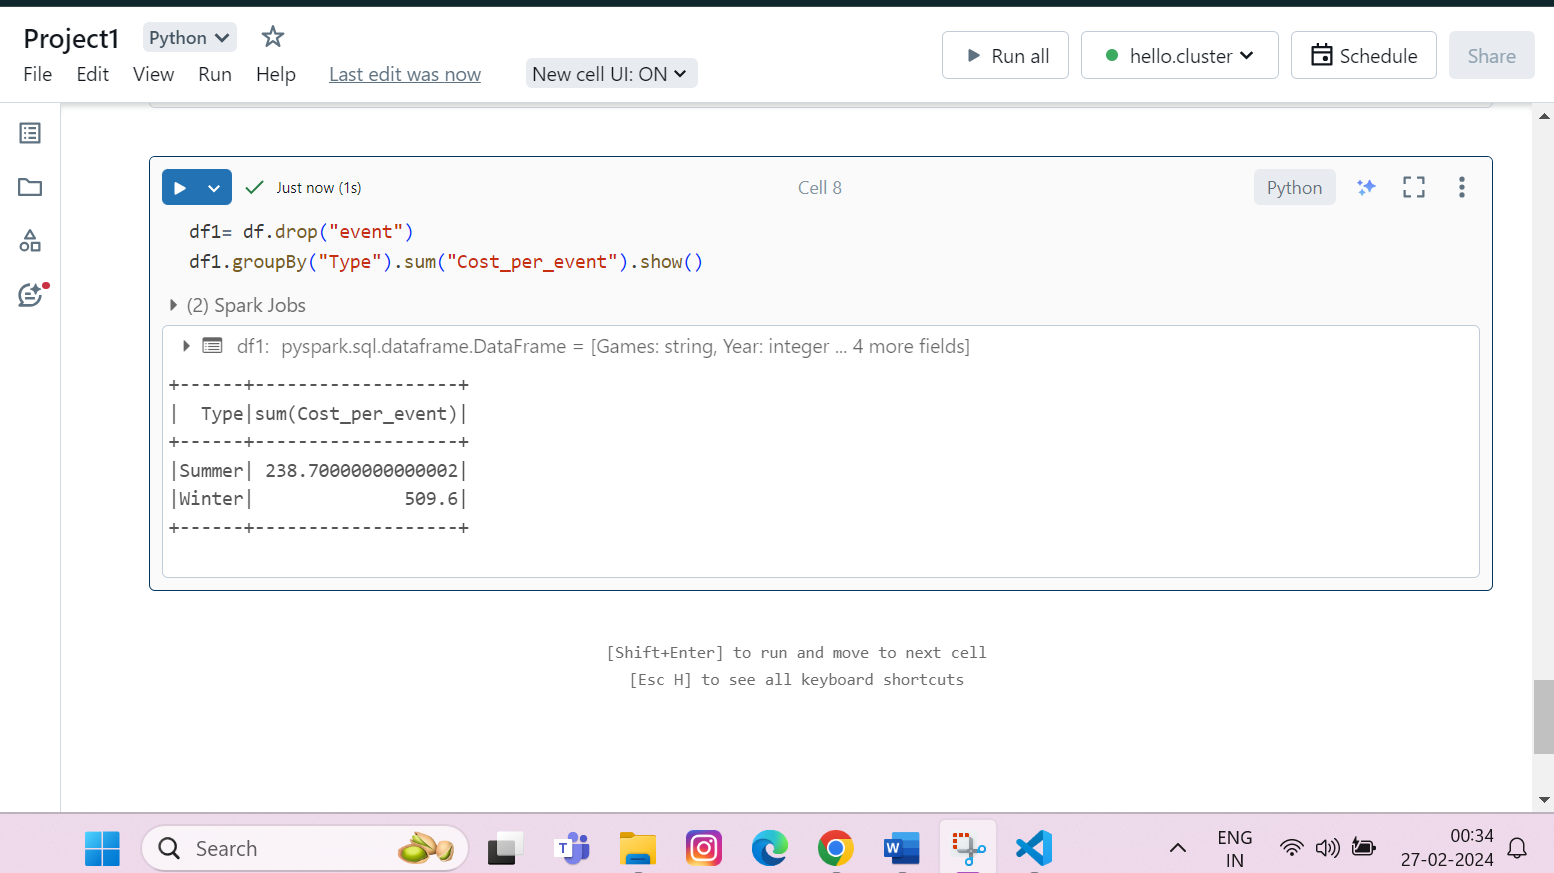 Project1 Python
File Edit View Run Help Last edit was now New cell UI: ON
Run all hello.cluster Schedule Share
Just now (1s) Cell 8 Python
df1= df.drop("event")
df1.groupBy("Type").sum("Cost_per_event").show()
(2) Spark Jobs
df1: pyspark.sql.dataframe.DataFrame = [Games: string, Year: integer ... 4 more fields]
+------+------------------+
|  Type|sum(Cost_per_event)|
+------+------------------+
|Summer| 238.70000000000002|
|Winter|              509.6|
+------+------------------+
[Shift+Enter] to run and move to next cell
[Esc H] to see all keyboard shortcuts
Search
T
W
ENG
IN
00:34
27-02-2024